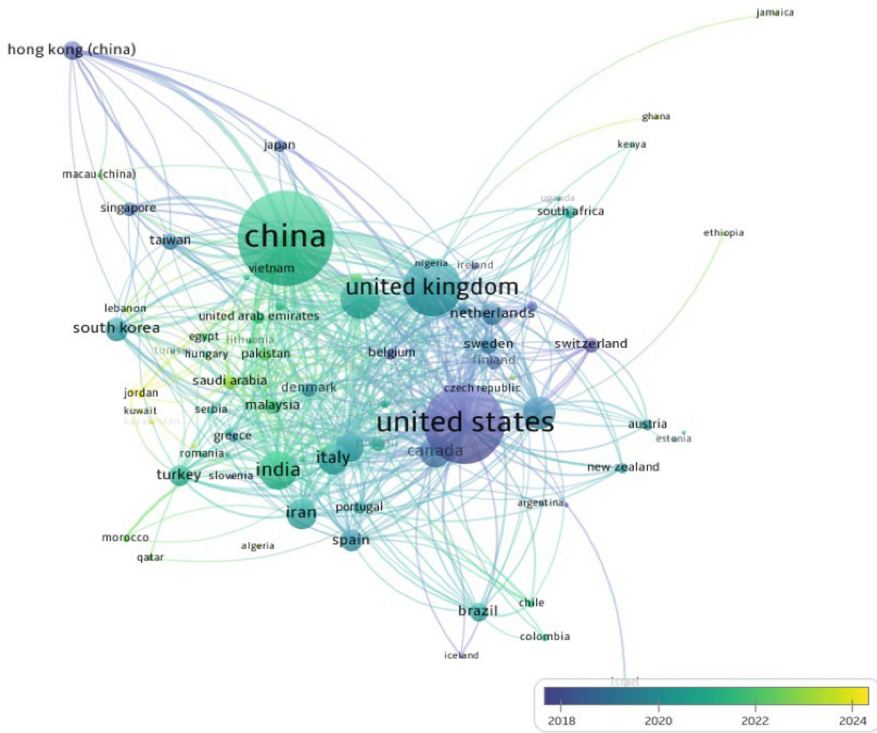 jamaica
hong kong (china)
ghana
japan
kenya
macau (china)
uganda
singapore
south africa
taiwan
china
ethiopia
vietnam
nigeria
ireland
united kingdom
lebanon
united arab emirates
netherlands
south korea
egypt
lithuania
sweden
switzerland
tunisia
hungary
pakistan
belgium
finland
saudi arabia
denmark
czech republic
jordan
kuwait
serbia
malaysia
united states
austria
greece
estonia
romania
italy
canada
turkey
slovenia
india
new zealand
iran
portugal
argentina
morocco
qatar
algeria
spain
brazil
chile
colombia
iceland
israel
2018
2020
2022
2024